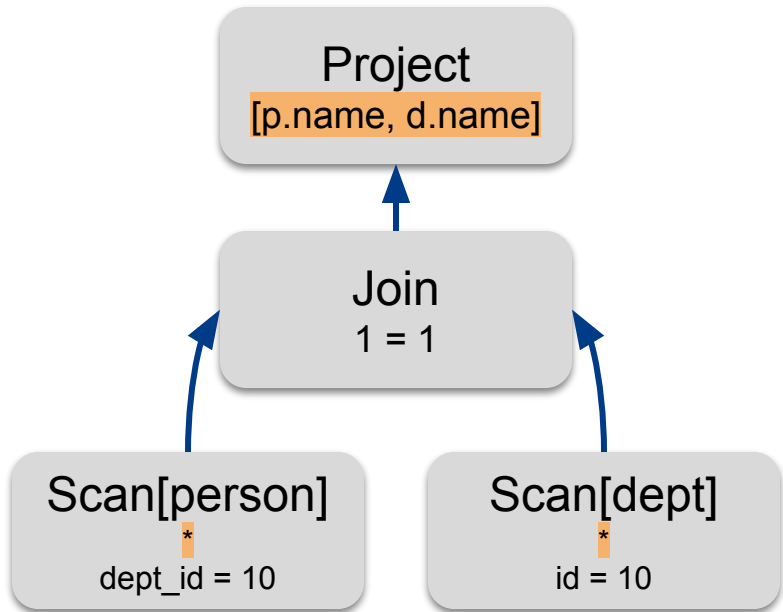 Project
[p.name, d.name]
Join
1 = 1
Scan[person]
*
dept_id = 10
Scan[dept]
*
id = 10